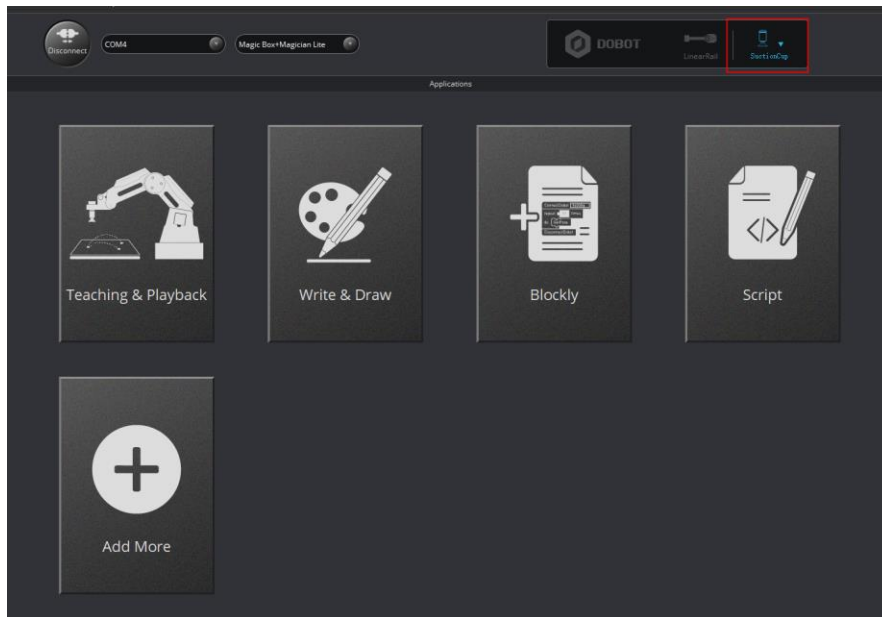 Disconnect
COM4
Magic Box+Magician Lite
DOBOT
LinearRail
SuctionCup
Applications
Teaching & Playback
Write & Draw
Blockly
Script
Add More